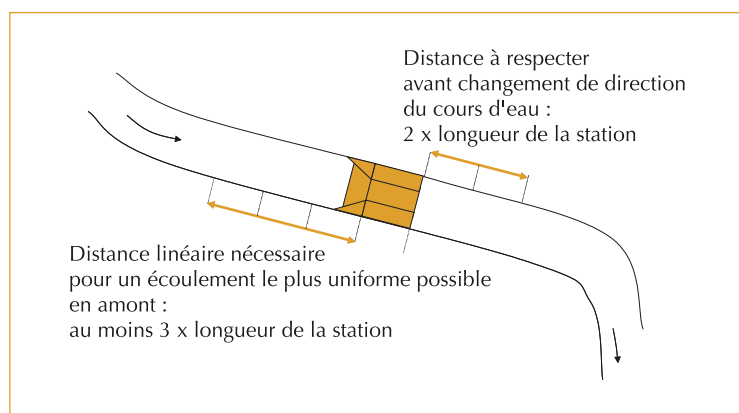 Distance à respecter
avant changement de direction
du cours d'eau :
2 x longueur de la station
Distance linéaire nécessaire
pour un écoulement le plus uniforme possible
en amont :
au moins 3 x longueur de la station